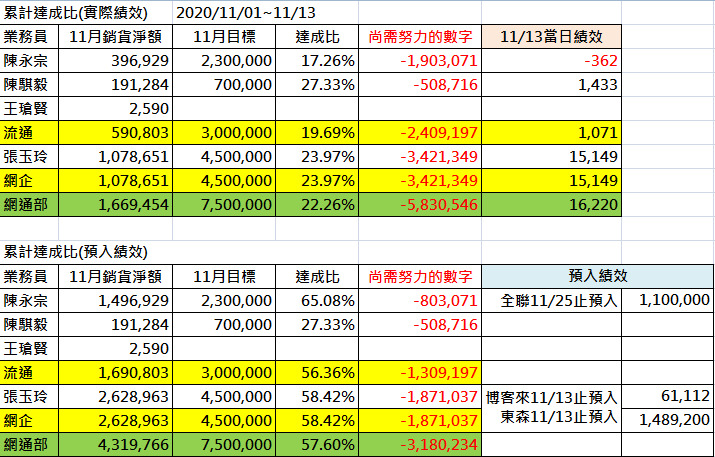 累計達成比(實際績效) 2020/11/01~11/13
業務員 11月銷貨淨額 11月目標 達成比 尚需努力的數字 11/13當日績效
陳永宗 396,929 2,300,000 17.26% -1,903,071 -362
陳騏毅 191,284 700,000 27.33% -508,716 1,433
王瑲賢 2,590
流通 590,803 3,000,000 19.69% -2,409,197 1,071
張玉玲 1,078,651 4,500,000 23.97% -3,421,349 15,149
網企 1,078,651 4,500,000 23.97% -3,421,349 15,149
網通部 1,669,454 7,500,000 22.26% -5,830,546 16,220
累計達成比(預入績效)
業務員 11月銷貨淨額 11月目標 達成比 尚需努力的數字 預入績效
陳永宗 1,496,929 2,300,000 65.08% -803,071 全聯11/25止預入 1,100,000
陳騏毅 191,284 700,000 27.33% -508,716
王瑲賢 2,590
流通 1,690,803 3,000,000 56.36% -1,309,197
張玉玲 2,628,963 4,500,000 58.42% -1,871,037 博客來11/13止預入 61,112
網企 2,628,963 4,500,000 58.42% -1,871,037 東森11/13止預入 1,489,200
網通部 4,319,766 7,500,000 57.60% -3,180,234